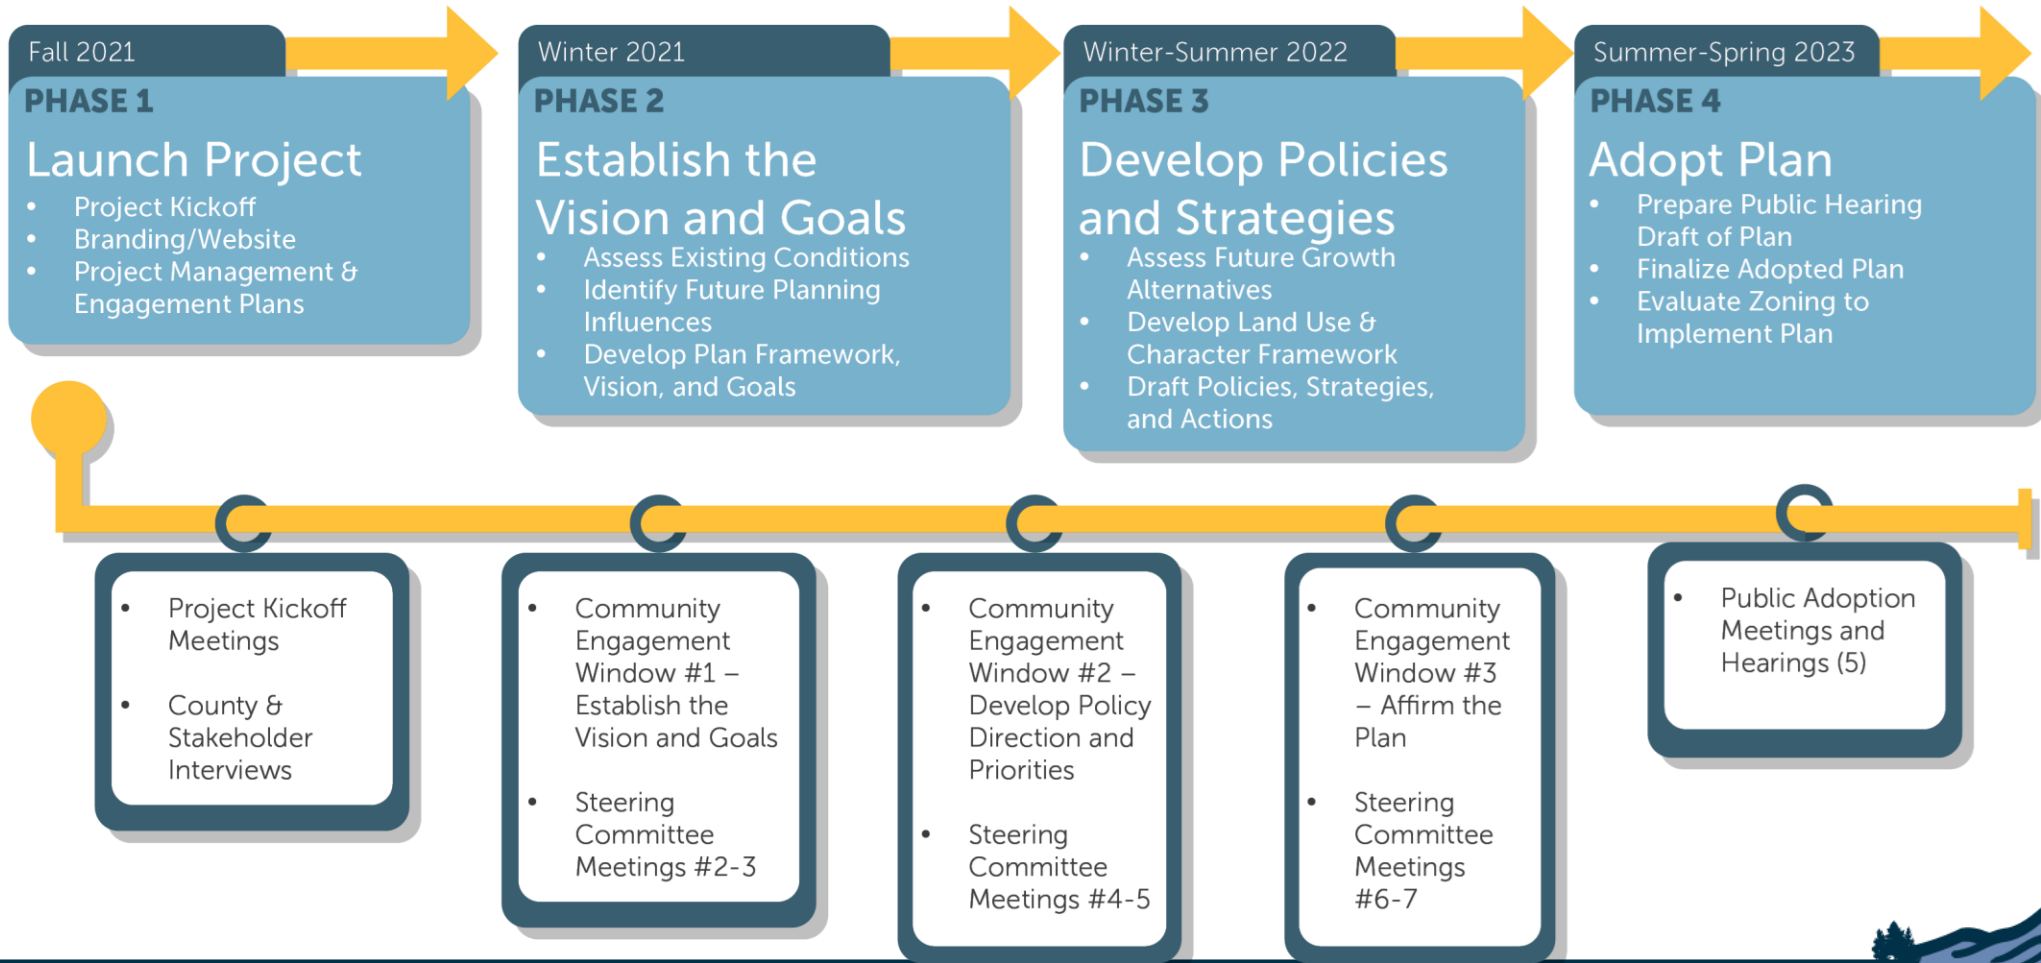 Fall 2021
PHASE 1
Launch Project
• Project Kickoff
• Branding/Website
• Project Management &
Engagement Plans
Winter 2021
PHASE 2
Establish the
Vision and Goals
• Assess Existing Conditions
• Identify Future Planning
Influences
• Develop Plan Framework,
Vision, and Goals
Winter-Summer 2022
PHASE 3
Develop Policies
and Strategies
• Assess Future Growth
Alternatives
• Develop Land Use &
Character Framework
• Draft Policies, Strategies,
and Actions
Summer-Spring 2023
PHASE 4
Adopt Plan
• Prepare Public Hearing
Draft of Plan
• Finalize Adopted Plan
• Evaluate Zoning to
Implement Plan
• Project Kickoff
Meetings
• County &
Stakeholder
Interviews
• Community
Engagement
Window #1 –
Establish the
Vision and Goals
• Steering
Committee
Meetings #2-3
• Community
Engagement
Window #2 –
Develop Policy
Direction and
Priorities
• Steering
Committee
Meetings #4-5
• Community
Engagement
Window #3
– Affirm the
Plan
• Steering
Committee
Meetings
#6-7
• Public Adoption
Meetings and
Hearings (5)